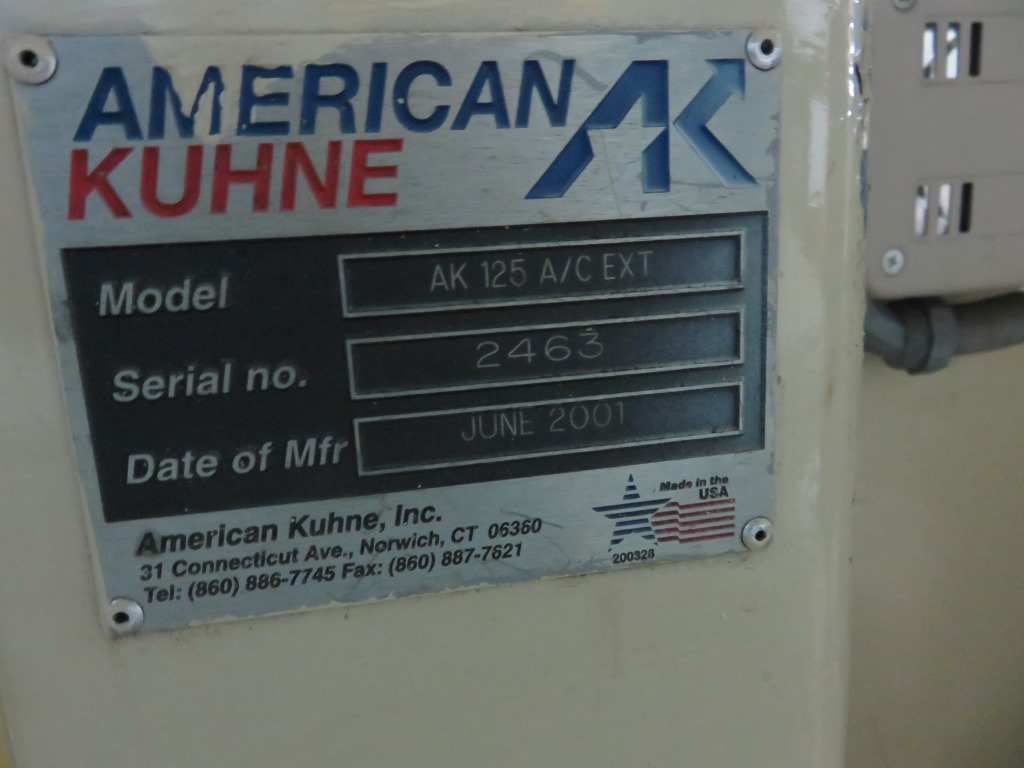 AMERICAN AK
KUHNE
Model AK 125 A/C EXT
Serial no. 2463
Date of Mfr JUNE 2001
American Kuhne, Inc.
31 Connecticut Ave., Norwich, CT 06360
Tel: (860) 886-7745 Fax: (860) 887-7621
Made in the
USA
200328